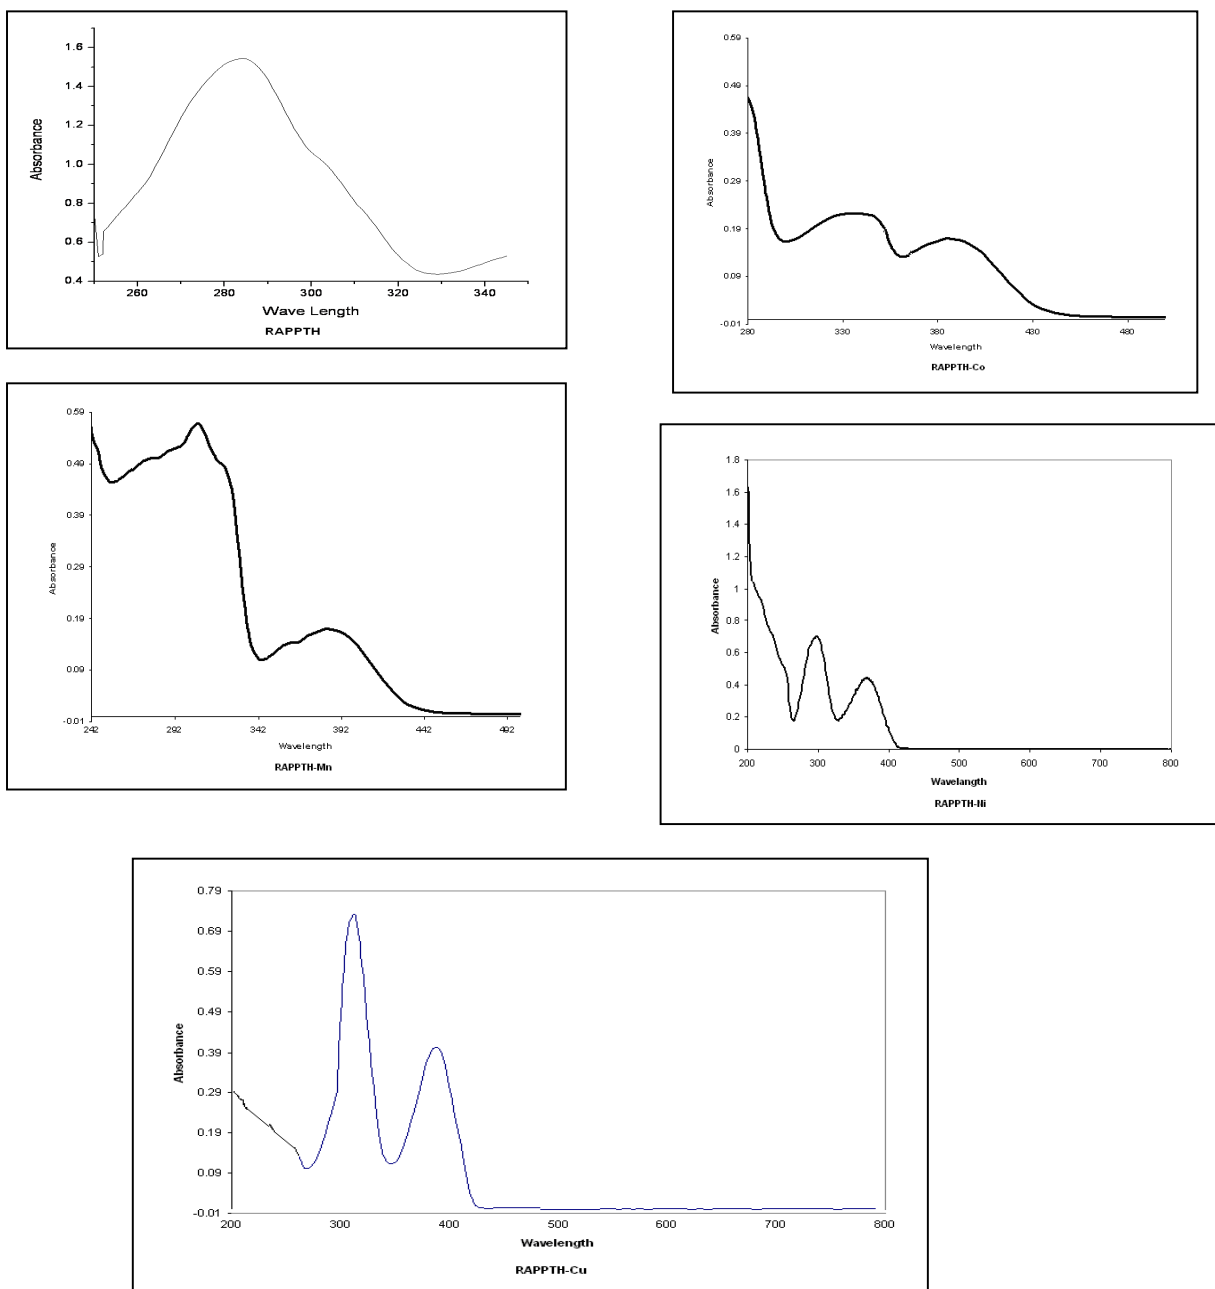 1.6
1.4
1.2
1.0
0.8
0.6
0.4
Absorbance
260 280 300 320 340
Wave Length
RAPPTH
0.59
0.49
0.39
0.29
0.19
0.09
-0.01
Absorbance
280 330 380 430 480
Wavelength
RAPPTH-Co
0.59
0.49
0.39
0.29
0.19
0.09
-0.01
Absorbance
242 292 342 392 442 492
Wavelength
RAPPTH-Mn
1.8
1.6
1.4
1.2
1
0.8
0.6
0.4
0.2
0
Absorbance
200 300 400 500 600 700 800
Wavelangth
RAPPTH-Ni
0.79
0.69
0.59
0.49
0.39
0.29
0.19
0.09
-0.01
Absorbance
200 300 400 500 600 700 800
Wavelength
RAPPTH-Cu